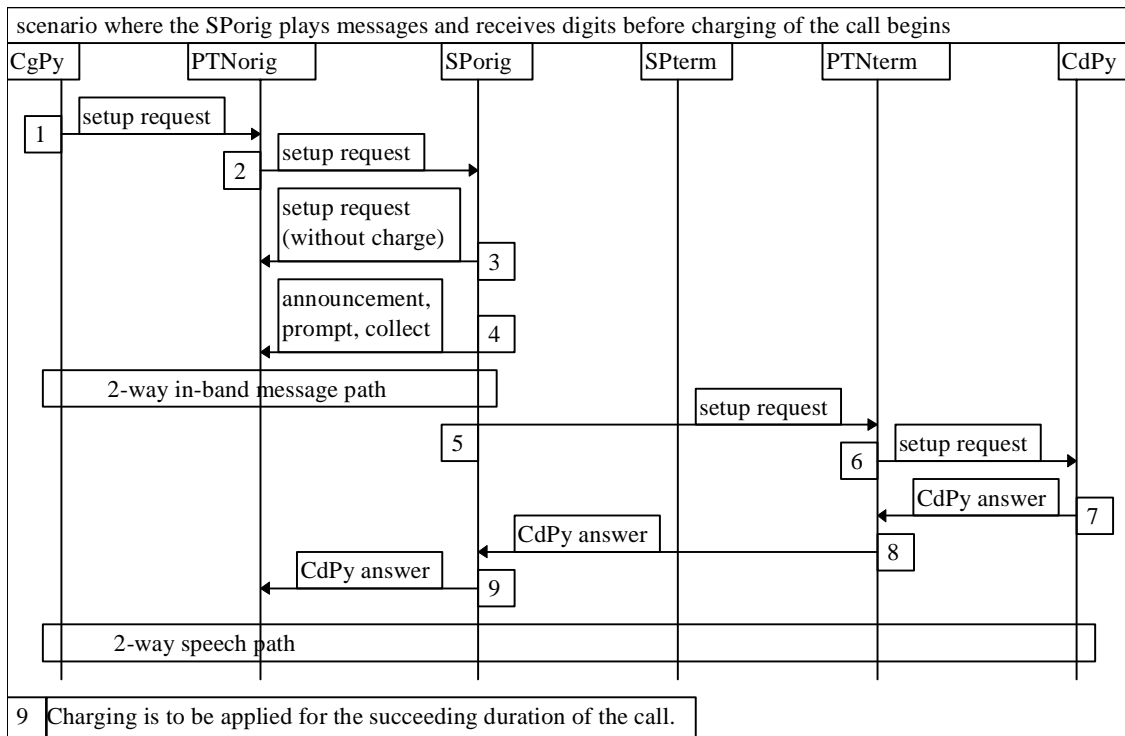 scenario where the SPorig plays messages and receives digits before charging of the call begins
CgPy PTNorig SPorig SPterm PTNterm CdPy
setup request
1
setup request
2
setup request
(without charge)
3
announcement,
prompt, collect
4
2-way in-band message path
setup request
5
setup request
6
CdPy answer
7
CdPy answer
8
CdPy answer
9
2-way speech path
9 Charging is to be applied for the succeeding duration of the call.